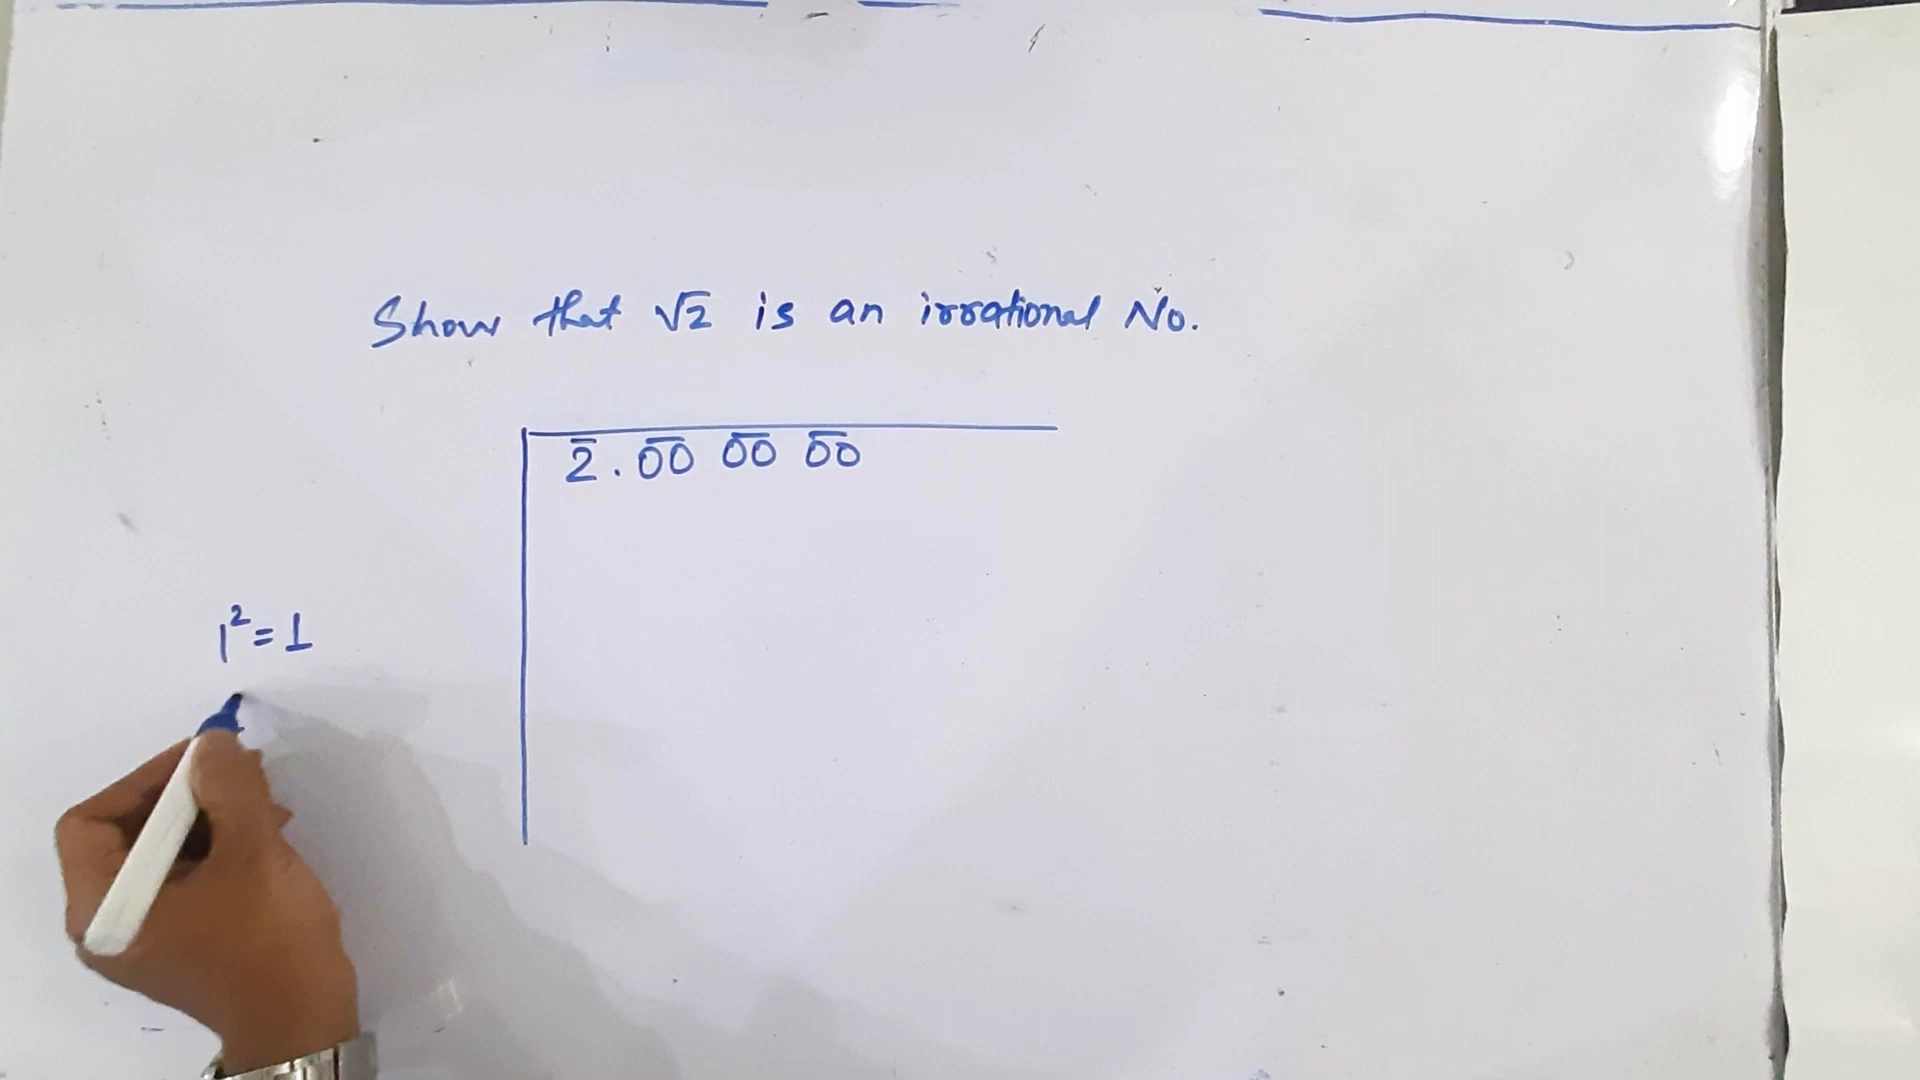 Show that √2 is an irrational No.
2.00 00 00
1²=1